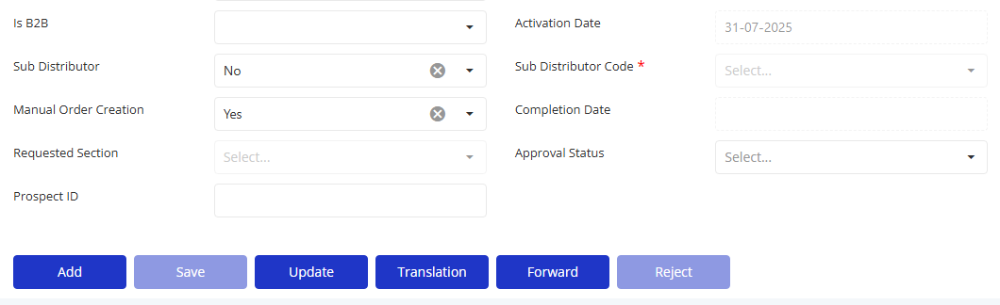 Is B2B
Activation Date 31-07-2025
Sub Distributor No
Sub Distributor Code * Select...
Manual Order Creation Yes
Completion Date
Requested Section Select...
Approval Status Select...
Prospect ID
Add Save Update Translation Forward Reject